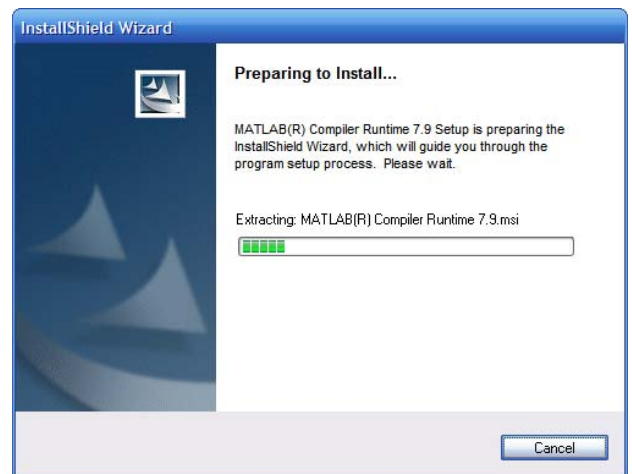 InstallShield Wizard
Preparing to Install...
MATLAB(R) Compiler Runtime 7.9 Setup is preparing the
InstallShield Wizard, which will guide you through the
program setup process. Please wait.
Extracting: MATLAB(R) Compiler Runtime 7.9.msi
Cancel